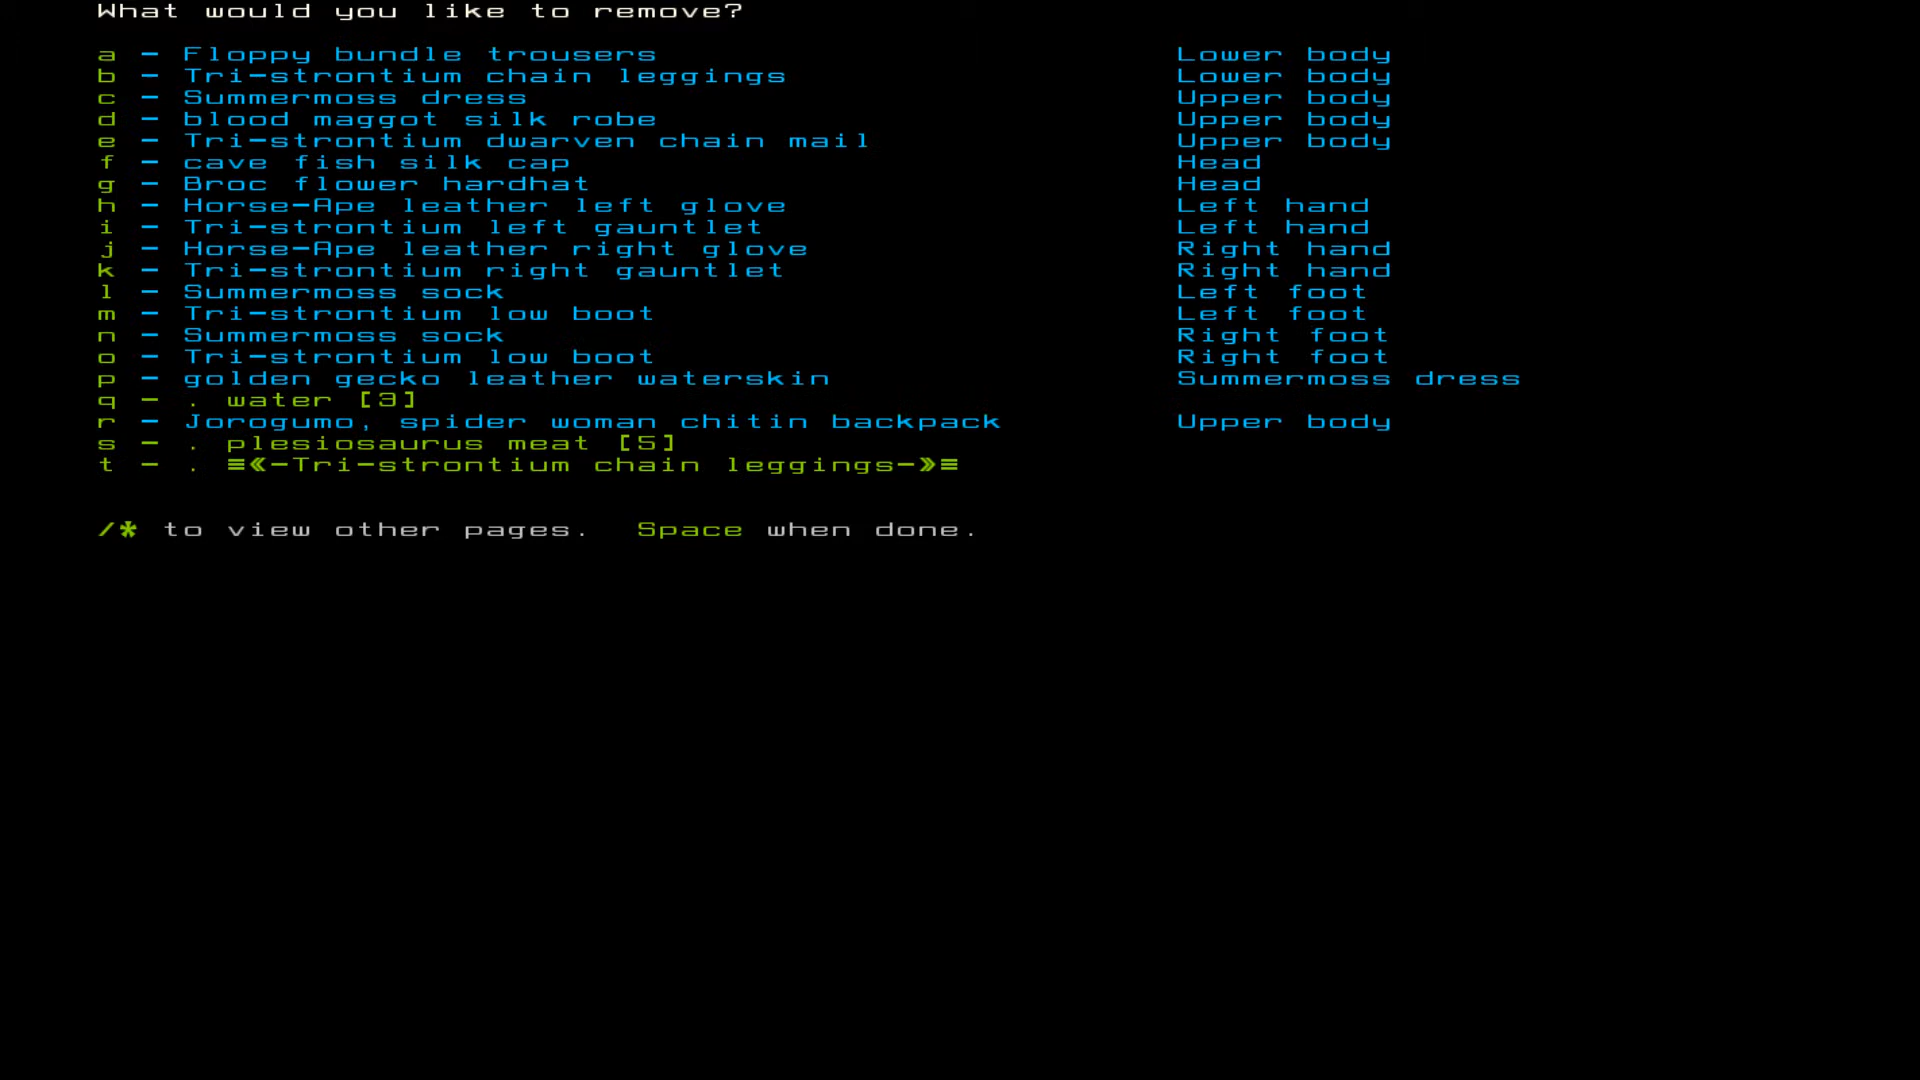 What would you like to remove?
a - Floppy bundle trousers Lower body
b - Tri-strontium chain leggings Lower body
c - Summermoss dress Upper body
d - blood maggot silk robe Upper body
e - Tri-strontium dwarven chain mail Upper body
f - cave fish silk cap Head
g - Broc flower hardhat Head
h - Horse-Ape leather left glove Left hand
i - Tri-strontium left gauntlet Left hand
j - Horse-Ape leather right glove Right hand
k - Tri-strontium right gauntlet Right hand
l - Summermoss sock Left foot
m - Tri-strontium low boot Left foot
n - Summermoss sock Right foot
o - Tri-strontium low boot Right foot
p - golden gecko leather waterskin Summermoss dress
q - . water [3]
r - Jorogumo, spider woman chitin backpack Upper body
s - . plesiosaurus meat [5]
t - . ≡«-Tri-strontium chain leggings-»≡
/* to view other pages. Space when done.